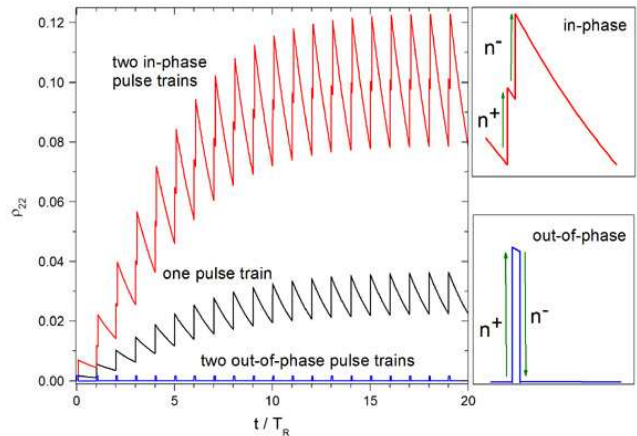 0.12
0.10
0.08
0.06
0.04
0.02
0.00
ρ22
two in-phase
pulse trains
one pulse train
two out-of-phase pulse trains
0
5
10
15
20
t / TR
in-phase
n-
n+
out-of-phase
n+
n-